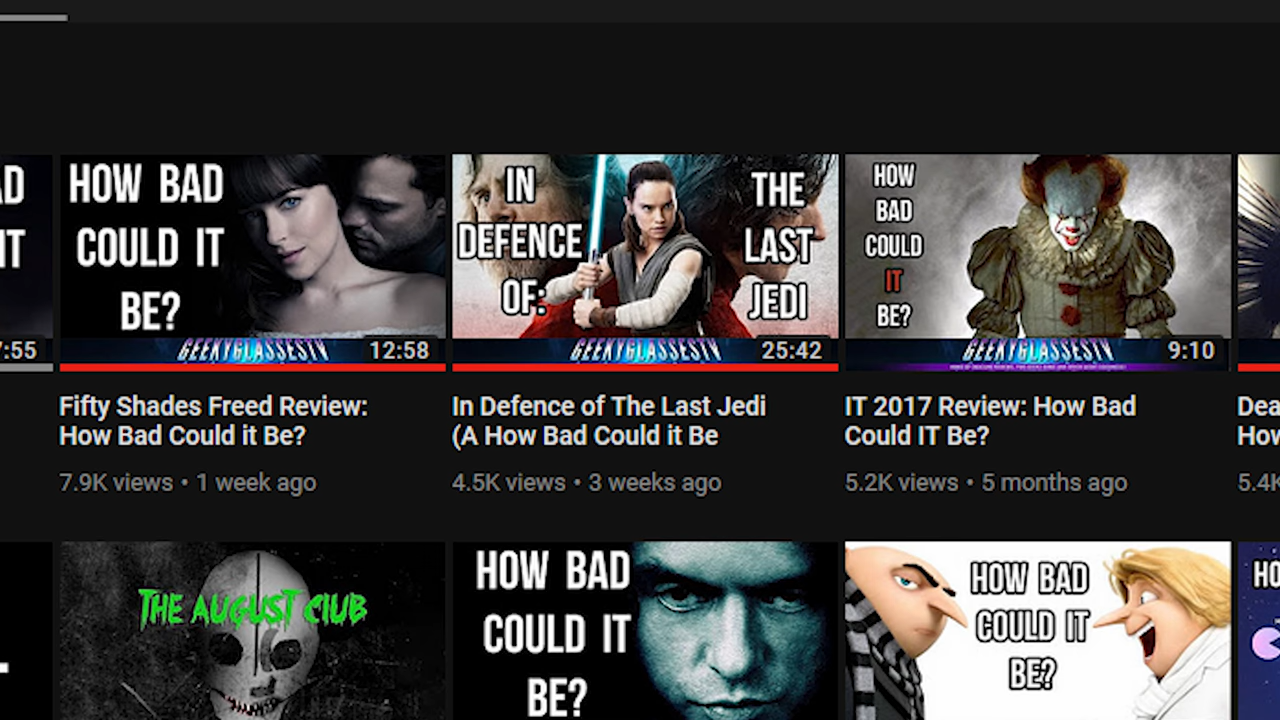 AD
IT
7:55
HOW BAD
COULD IT
BE?
GEEKYGLASSESTV
12:58
IN
DEFENCE
OF:
THE
LAST
JEDI
GEEKYGLASSESTV
25:42
HOW
BAD
COULD
IT
BE?
GEEKYGLASSESTV
9:10
Fifty Shades Freed Review:
How Bad Could it Be?
7.9K views • 1 week ago
In Defence of The Last Jedi
(A How Bad Could it Be
4.5K views • 3 weeks ago
IT 2017 Review: How Bad
Could IT Be?
5.2K views • 5 months ago
Dea
How
5.4K
THE AUGUST CLUB
HOW BAD
COULD IT
BE?
HOW BAD
COULD IT
BE?
HO